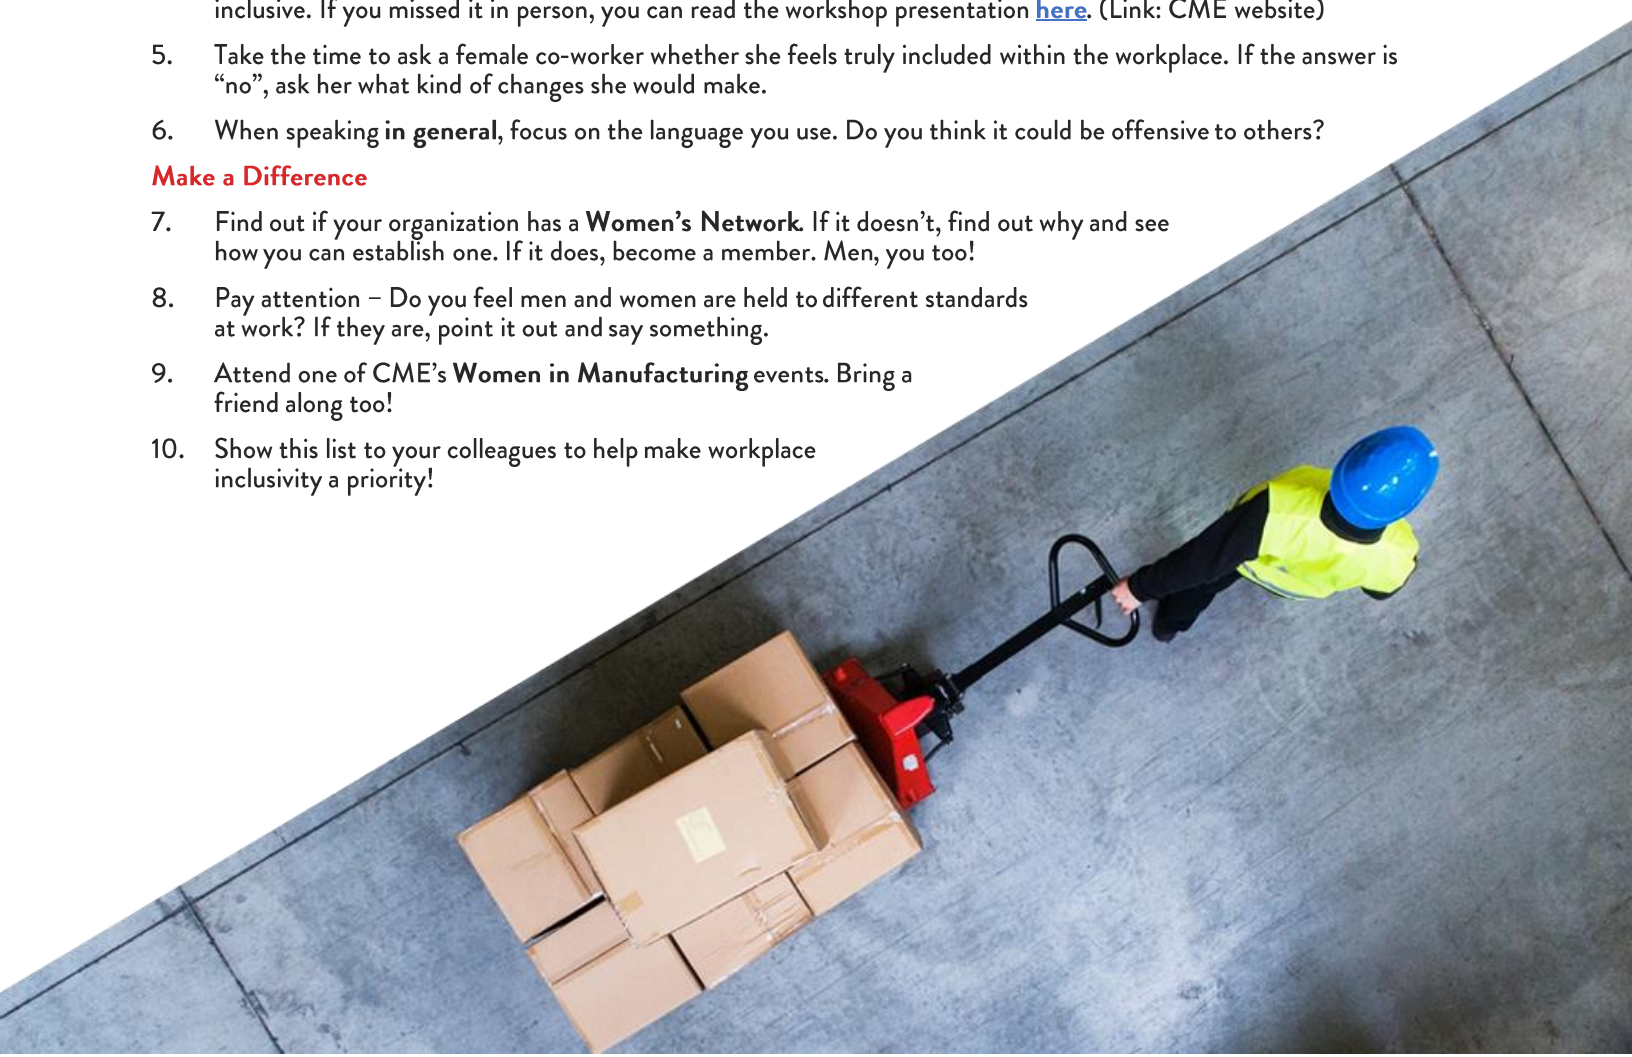 inclusive. If you missed it in person, you can read the workshop presentation here. (Link: CME website)
5. Take the time to ask a female co-worker whether she feels truly included within the workplace. If the answer is
“no”, ask her what kind of changes she would make.
6. When speaking in general, focus on the language you use. Do you think it could be offensive to others?
Make a Difference
7. Find out if your organization has a Women’s Network. If it doesn’t, find out why and see
how you can establish one. If it does, become a member. Men, you too!
8. Pay attention – Do you feel men and women are held to different standards
at work? If they are, point it out and say something.
9. Attend one of CME’s Women in Manufacturing events. Bring a
friend along too!
10. Show this list to your colleagues to help make workplace
inclusivity a priority!